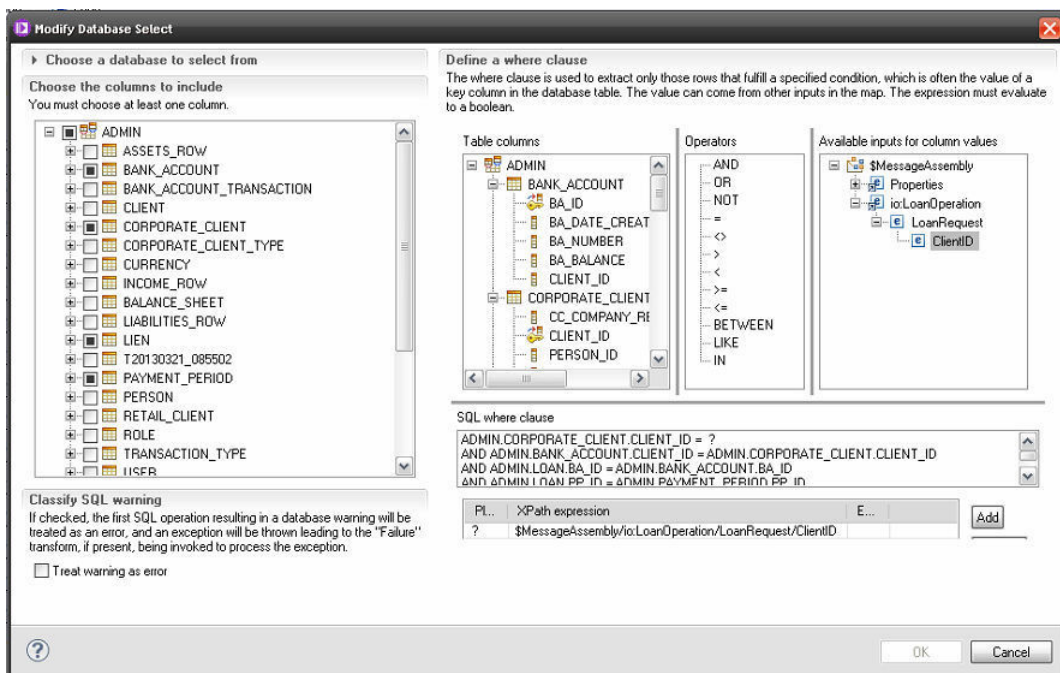 Modify Database Select
Choose a database to select from
Choose the columns to include
You must choose at least one column.
ADMIN
ASSETS_ROW
BANK_ACCOUNT
BANK_ACCOUNT_TRANSACTION
CLIENT
CORPORATE_CLIENT
CORPORATE_CLIENT_TYPE
CURRENCY
INCOME_ROW
BALANCE_SHEET
LIABILITIES_ROW
LIEN
T20130321_085502
PAYMENT_PERIOD
PERSON
RETAIL_CLIENT
ROLE
TRANSACTION_TYPE
USER
Classify SQL warning
If checked, the first SQL operation resulting in a database warning will be
treated as an error, and an exception will be thrown leading to the "Failure"
transform, if present, being invoked to process the exception.
Treat warning as error
Define a where clause
The where clause is used to extract only those rows that fulfill a specified condition, which is often the value of a
key column in the database table. The value can come from other inputs in the map. The expression must evaluate
to a boolean.
Table columns
ADMIN
BANK_ACCOUNT
BA_ID
BA_DATE_CREAT
BA_NUMBER
BA_BALANCE
CLIENT_ID
CORPORATE_CLIENT
CC_COMPANY_RE
CLIENT_ID
PERSON_ID
Operators
AND
OR
NOT
=
<>
>
<
>=
<=
BETWEEN
LIKE
IN
Available inputs for column values
$MessageAssembly
Properties
io:LoanOperation
LoanRequest
ClientID
SQL where clause
ADMIN.CORPORATE_CLIENT.CLIENT_ID = ?
AND ADMIN.BANK_ACCOUNT.CLIENT_ID = ADMIN.CORPORATE_CLIENT.CLIENT_ID
AND ADMIN.LOAN.BA_ID = ADMIN.BANK_ACCOUNT.BA_ID
AND ADMIN.LOAN.PP_ID = ADMIN.PAYMENT_PERIOD.PP_ID
Pl... XPath expression E...
? $MessageAssembly/io:LoanOperation/LoanRequest/ClientID
Add
?
OK Cancel